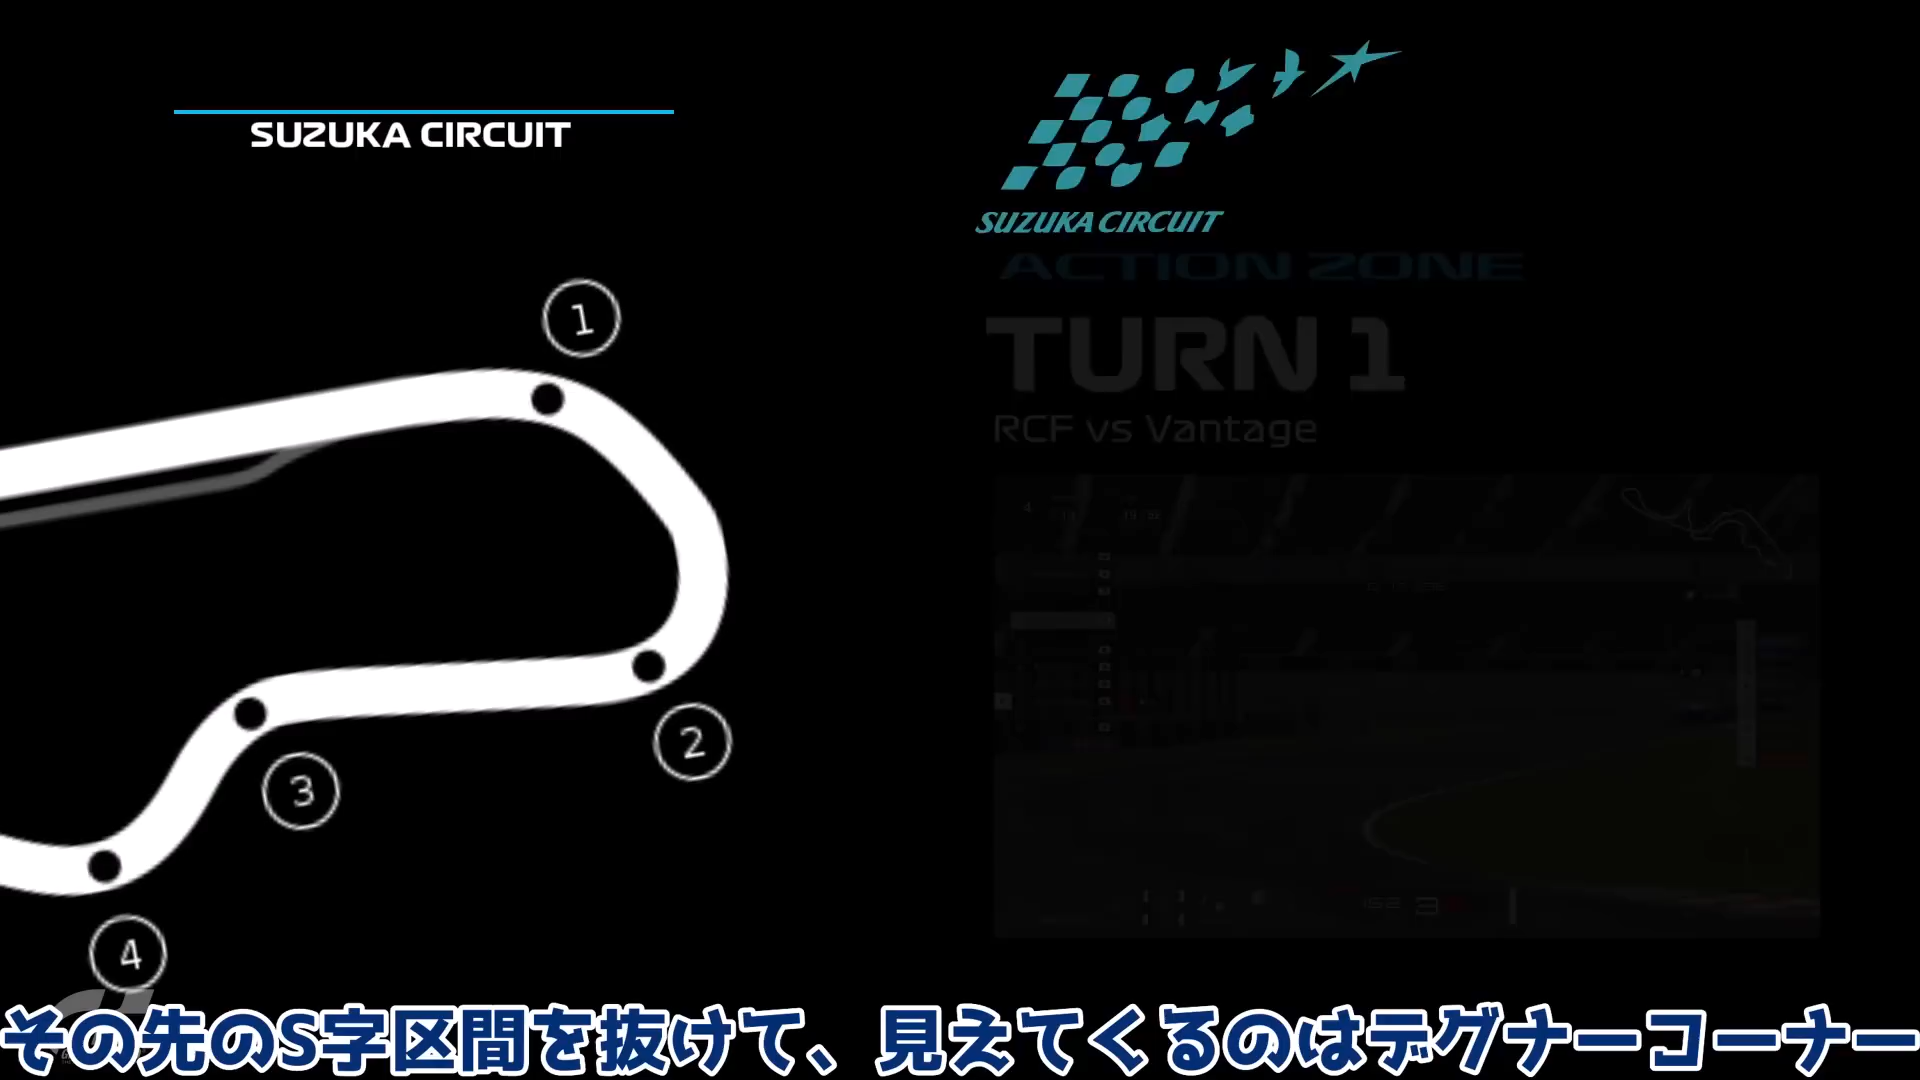 SUZUKA CIRCUIT
SUZUKA CIRCUIT
ACTION ZONE
TURN 1
RCF vs Vantage
1
2
3
4
その先のS字区間を抜けて、見えてくるのはデグナーコーナー